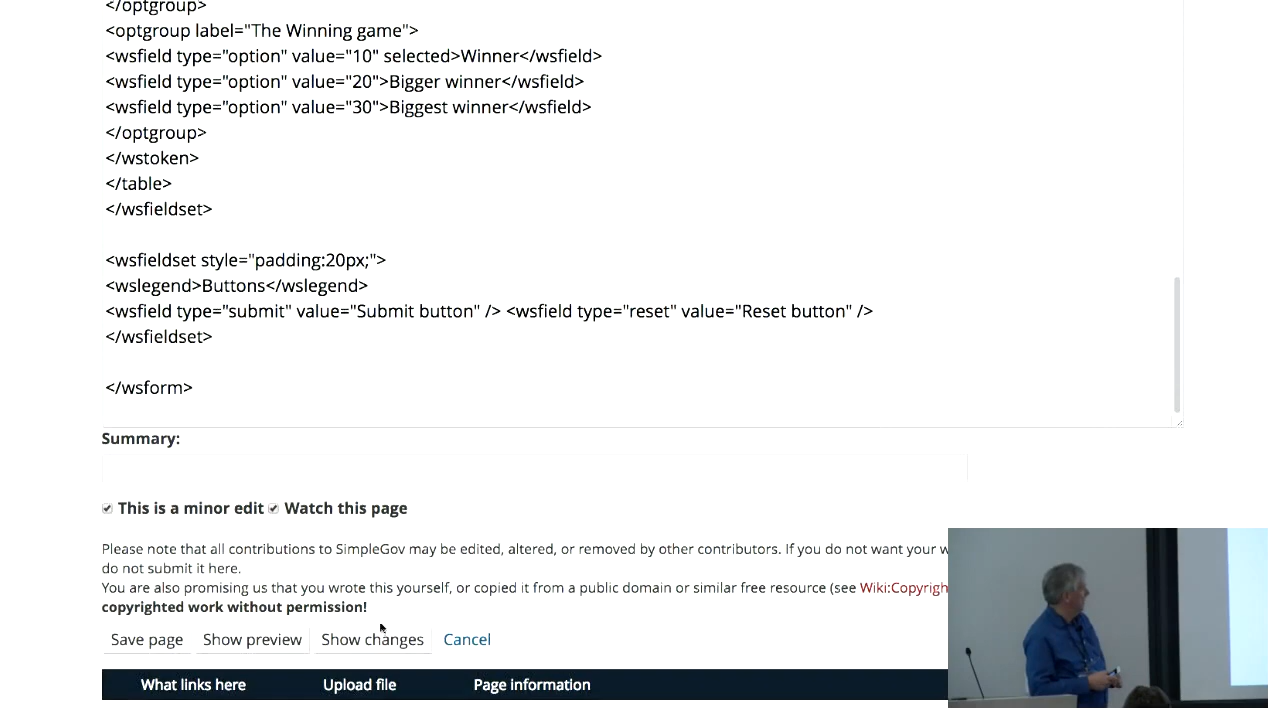 </optgroup>
<optgroup label="The Winning game">
<wsfield type="option" value="10" selected>Winner</wsfield>
<wsfield type="option" value="20">Bigger winner</wsfield>
<wsfield type="option" value="30">Biggest winner</wsfield>
</optgroup>
</wstoken>
</table>
</wsfieldset>
<wsfieldset style="padding:20px;">
<wslegend>Buttons</wslegend>
<wsfield type="submit" value="Submit button" /> <wsfield type="reset" value="Reset button" />
</wsfieldset>
</wsform>
Summary:
This is a minor edit Watch this page
Please note that all contributions to SimpleGov may be edited, altered, or removed by other contributors. If you do not want your w
do not submit it here.
You are also promising us that you wrote this yourself, or copied it from a public domain or similar free resource (see Wiki:Copyrigh
copyrighted work without permission!
Save page Show preview Show changes Cancel
What links here Upload file Page information